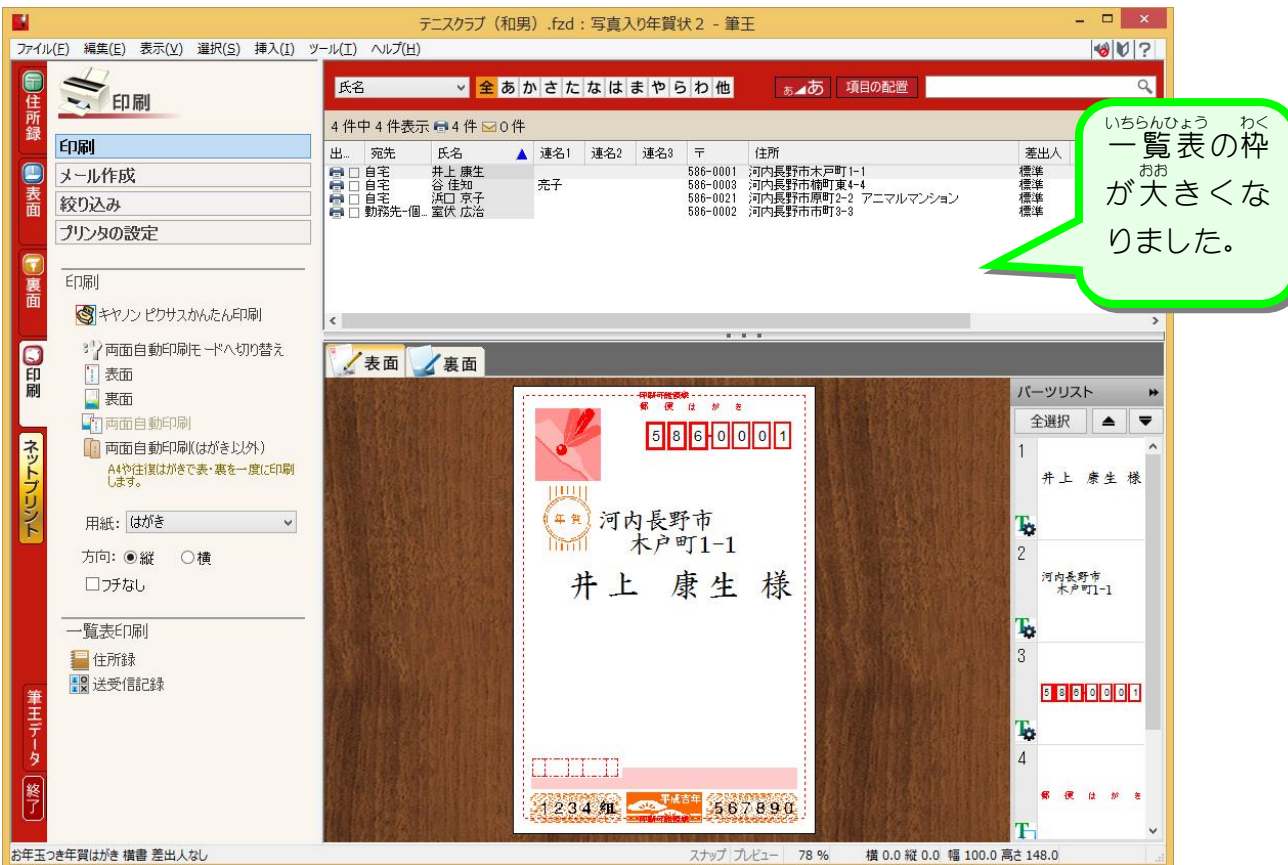 テニスクラブ（和男）.fzd：写真入り年賀状２ - 筆王
ファイル(F) 編集(E) 表示(V) 選択(S) 挿入(I) ツール(T) ヘルプ(H)
住所録
表面
裏面
印刷
ネットプリント
筆王データ
終了
印刷
印刷
メール作成
絞り込み
プリンタの設定
印刷
キヤノン ピクサスかんたん印刷
両面自動印刷モードへ切り替え
表面
裏面
両面自動印刷
両面自動印刷(はがき以外)
A4や往復はがきで表・裏を一度に印刷
します。
用紙: はがき
方向: 縦 横
フチなし
一覧表印刷
住所録
送受信記録
氏名 全 あ か さ た な は ま や ら わ 他 あ あ 項目の配置
4 件中 4 件表示 4 件 0 件
出... 宛先 氏名 連名1 連名2 連名3 〒 住所 差出人
自宅 井上 康生 586-0001 河内長野市木戸町1-1 標準
自宅 谷 佳知 亮子 586-0003 河内長野市楠町東4-4 標準
自宅 浜口 京子 586-0021 河内長野市原町2-2 アニマルマンション 標準
勤務先-個... 室伏 広治 586-0002 河内長野市市町3-3 標準
いちらんひょう わく
一覧表の枠
おお
が大きくな
りました。
表面 裏面
印刷可能領域
郵便はがき
586-0001
年賀
河内長野市
木戸町1-1
井上 康生 様
1234 組 平成吉年 567890
印刷可能領域
パーツリスト
全選択
1
井上 康生 様
2
河内長野市
木戸町1-1
3
586-0001
4
郵便はがき
お年玉つき年賀はがき 横書 差出人なし
スナップ プレビュー 78 % 横 0.0 縦 0.0 幅 100.0 高さ 148.0